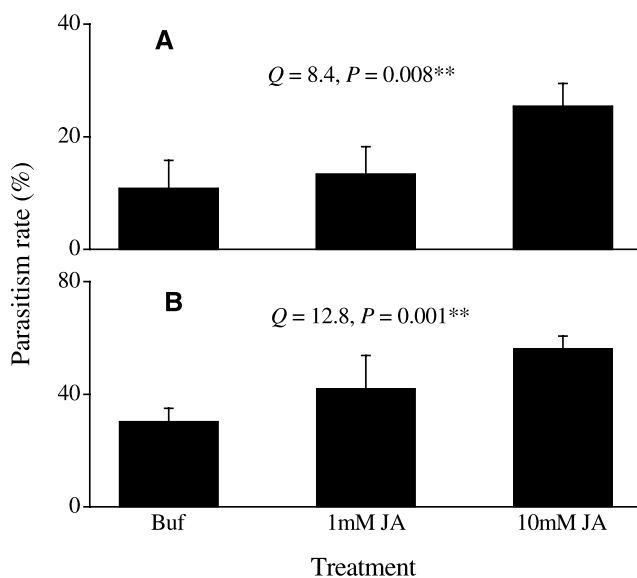 40
A
Q = 8.4, P = 0.008**
20
0
Parasitism rate (%)
80
B
Q = 12.8, P = 0.001**
40
0
Buf 1mM JA 10mM JA
Treatment